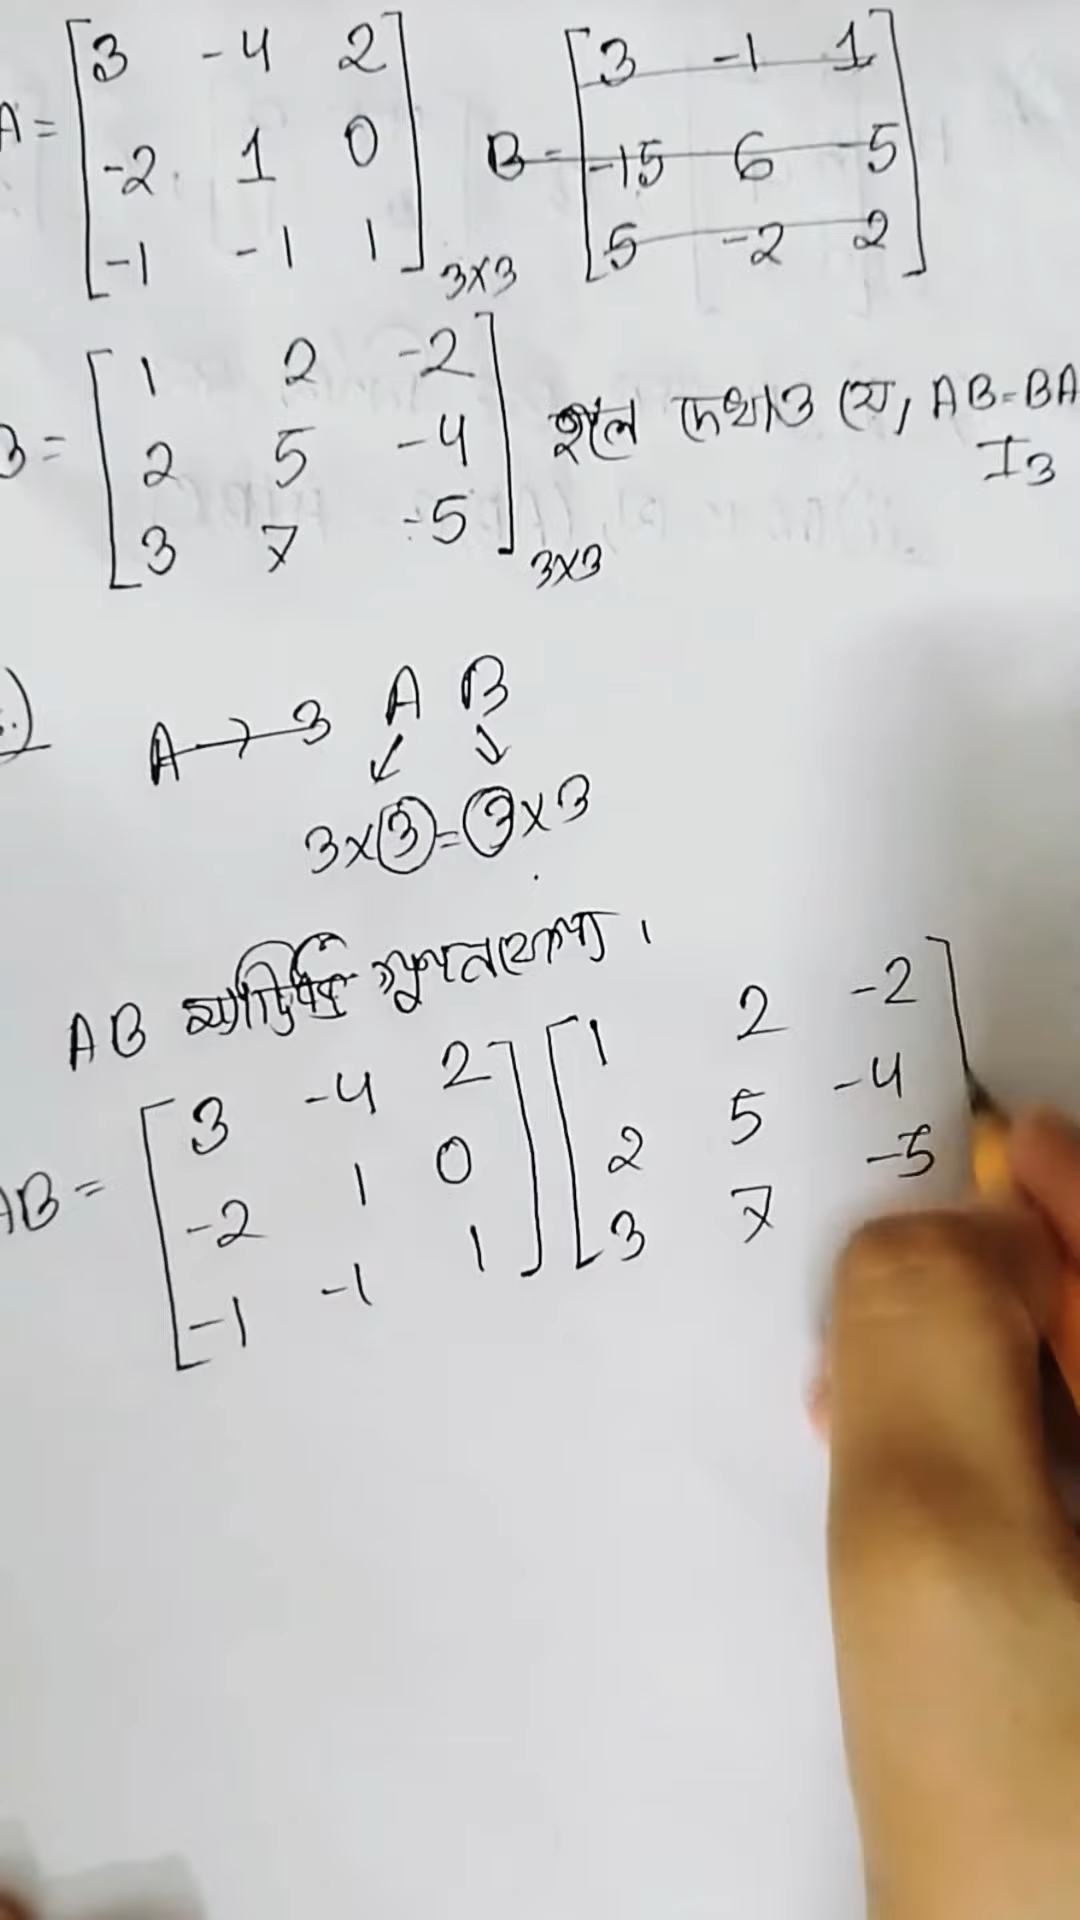 A = [3 -4 2
-2 1 0
-1 -1 1] 3×3
B = [3 -1 1
-15 6 -5
5 -2 2]
B = [1 2 -2
2 5 -4
3 7 -5] 3×3 হলে দেখাও যে, AB=BA
I3
A → 3 A B
↙ ↘
3×3=3×3
AB ।
AB = [3 -4 2
-2 1 0
-1 -1 1] [1 2 -2
2 5 -4
3 7 -5]